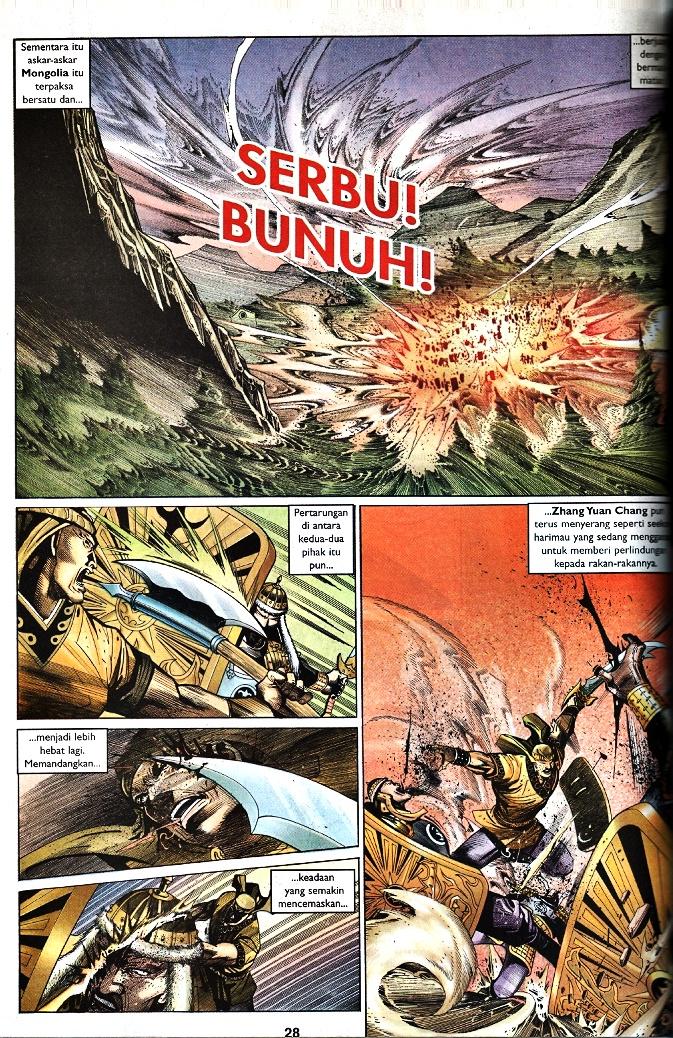 Sementara itu
askar-askar
Mongolia itu
terpaksa
bersatu dan...
SERBU!
BUNUH!
Pertarungan
di antara
kedua-dua
pihak itu
pun...
...menjadi lebih
hebat lagi.
Memandangkan...
...keadaan
yang semakin
mencemaskan...
...Zhang Yuan Chang pun
terus menyerang seperti
harimau yang sedang
untuk memberi perlindungan
kepada rakan-rakannya.
28